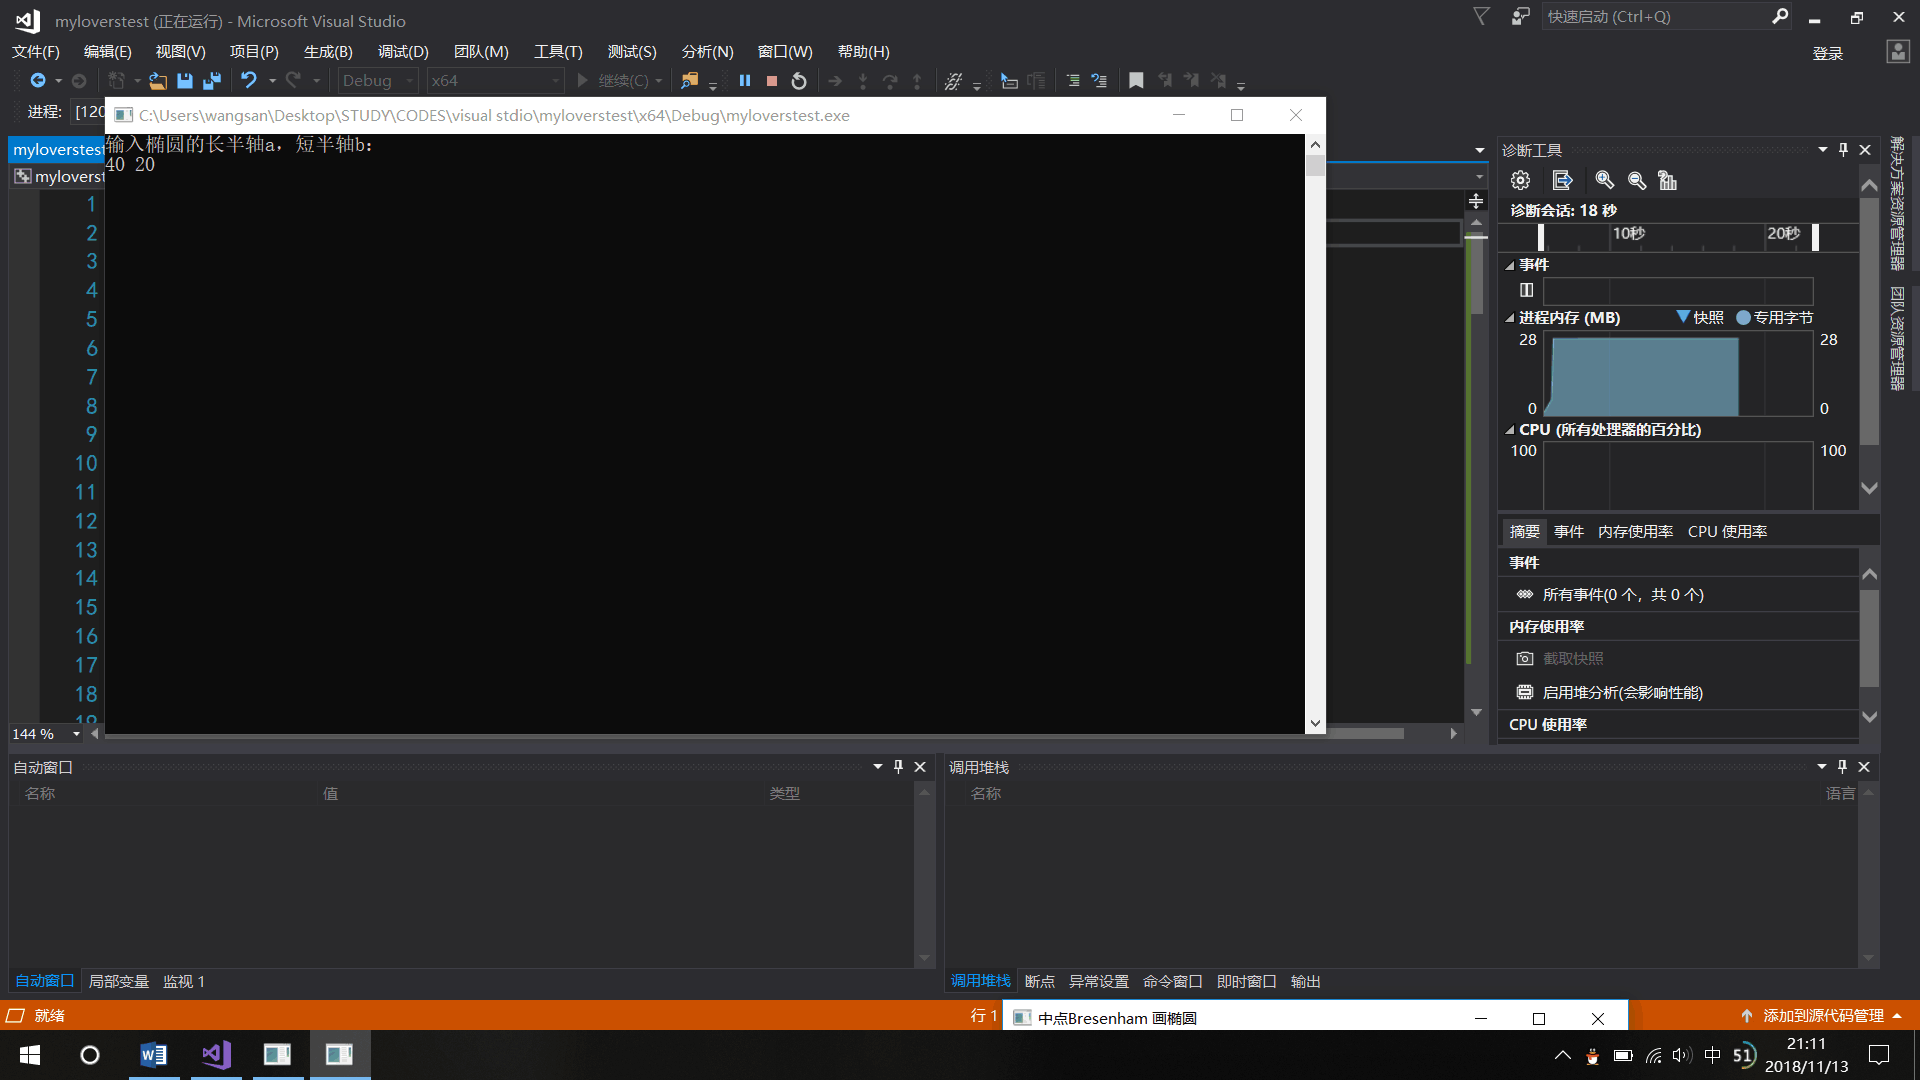 myloverstest (正在运行) - Microsoft Visual Studio
快速启动 (Ctrl+Q)
文件(F) 编辑(E) 视图(V) 项目(P) 生成(B) 调试(D) 团队(M) 工具(T) 测试(S) 分析(N) 窗口(W) 帮助(H)
登录
Debug x64 继续(C)
进程: [120
C:\Users\wangsan\Desktop\STUDY\CODES\visual stdio\myloverstest\x64\Debug\myloverstest.exe
输入椭圆的长半轴a，短半轴b：
40 20
myloverstest
myloverst
1
2
3
4
5
6
7
8
9
10
11
12
13
14
15
16
17
18
19
144 %
诊断工具
诊断会话: 18 秒
10秒 20秒
事件
进程内存 (MB) 快照 专用字节
28 28
0 0
CPU (所有处理器的百分比)
100 100
摘要 事件 内存使用率 CPU 使用率
事件
所有事件(0 个，共 0 个)
内存使用率
截取快照
启用堆分析(会影响性能)
CPU 使用率
解决方案资源管理器
团队资源管理器
自动窗口
名称 值 类型
自动窗口 局部变量 监视 1
调用堆栈
名称 语言
调用堆栈 断点 异常设置 命令窗口 即时窗口 输出
就绪
行 1
中点Bresenham 画椭圆
添加到源代码管理
中 51
21:11
2018/11/13